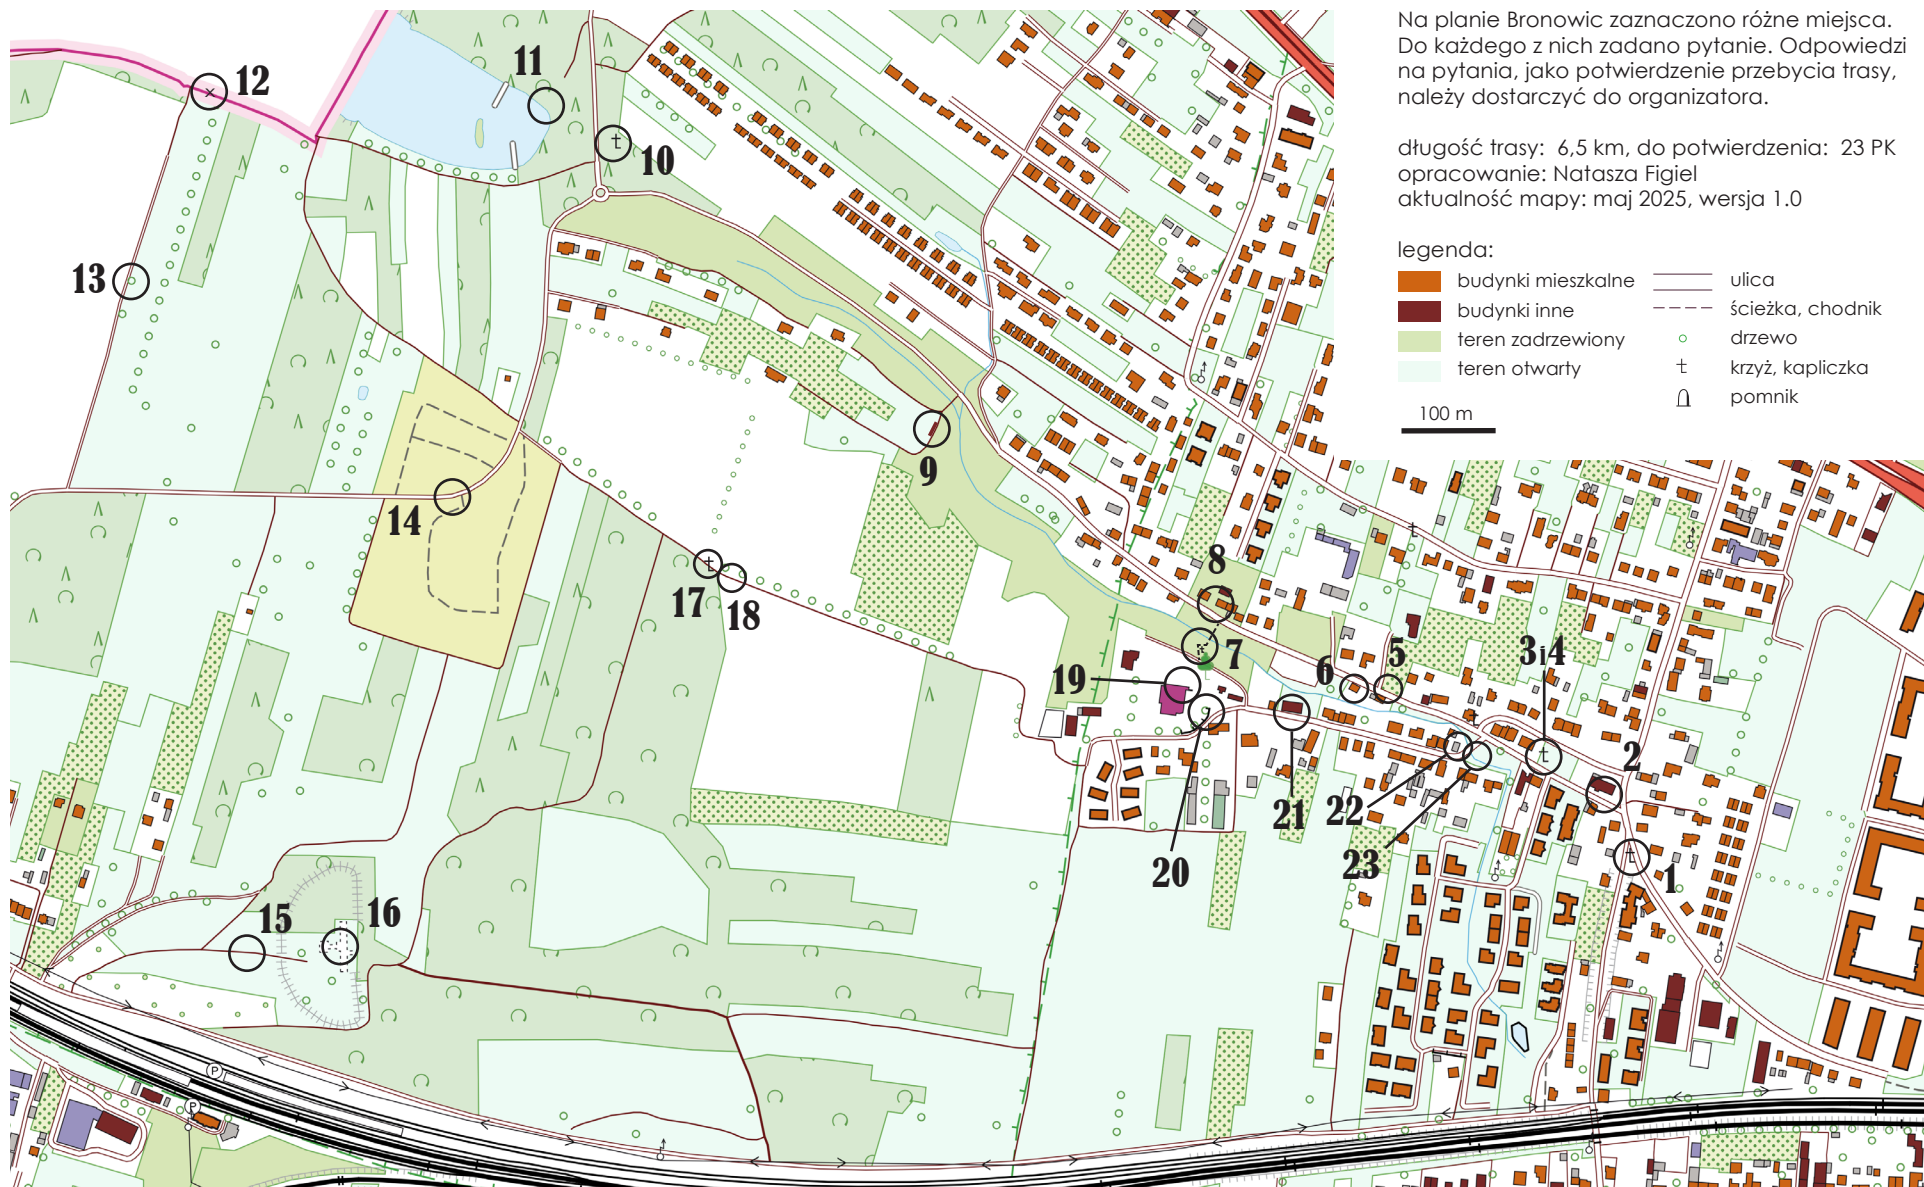 Na planie Bronowic zaznaczono różne miejsca.
Do każdego z nich zadano pytanie. Odpowiedzi
na pytania, jako potwierdzenie przebycia trasy,
należy dostarczyć do organizatora.
długość trasy: 6,5 km, do potwierdzenia: 23 PK
opracowanie: Natasza Figiel
aktualność mapy: maj 2025, wersja 1.0
legenda:
budynki mieszkalne
ulica
budynki inne
ścieżka, chodnik
teren zadrzewiony
drzewo
teren otwarty
krzyż, kapliczka
pomnik
100 m
12
11
10
13
9
14
8
17
18
7
19
6
5
3i4
2
21
22
20
23
1
15
16
P
P